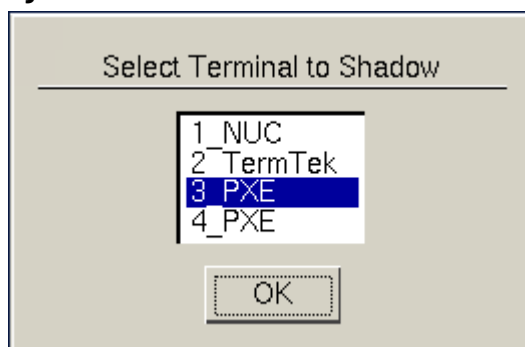 Select Terminal to Shadow
1_NUC
2_TermTek
3_PXE
4_PXE
OK